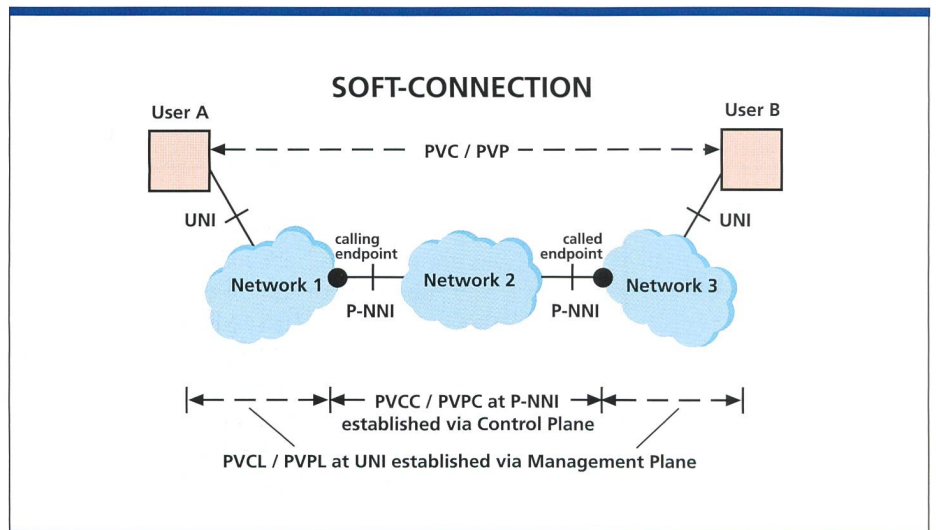 SOFT-CONNECTION
User A
User B
PVC / PVP
UNI
UNI
calling
endpoint
called
endpoint
Network 1
Network 2
Network 3
P-NNI
P-NNI
PVCC / PVPC at P-NNI
established via Control Plane
PVCL / PVPL at UNI established via Management Plane